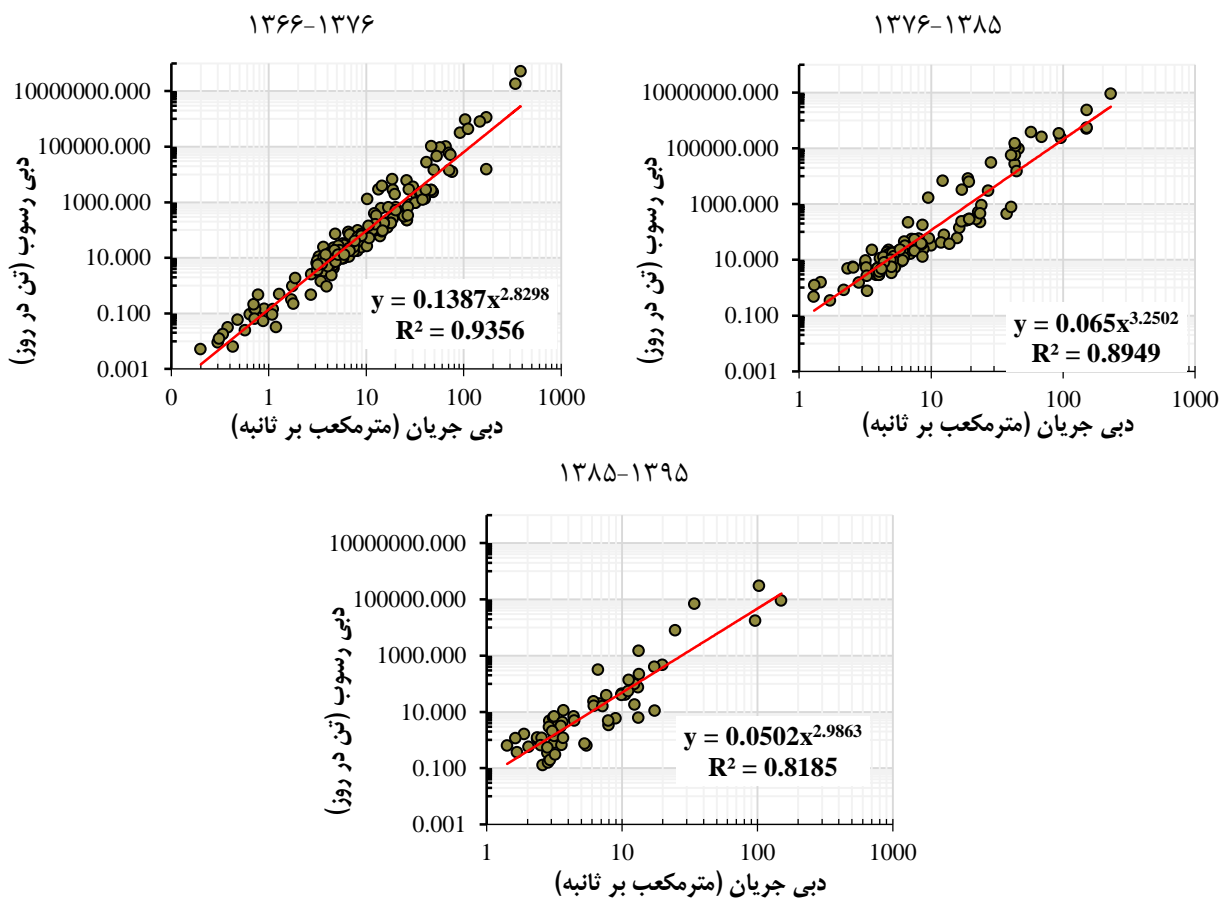 ۱۳۶۶-۱۳۷۶
دبی رسوب (تن در روز)
10000000.000
100000.000
1000.000
10.000
0.100
0.001
y = 0.1387x^2.8298
R² = 0.9356
0 1 10 100 1000
دبی جریان (مترمکعب بر ثانبه)
۱۳۷۶-۱۳۸۵
دبی رسوب (تن در روز)
10000000.000
100000.000
1000.000
10.000
0.100
0.001
y = 0.065x^3.2502
R² = 0.8949
1 10 100 1000
دبی جریان (مترمکعب بر ثانبه)
۱۳۸۵-۱۳۹۵
دبی رسوب (تن در روز)
10000000.000
100000.000
1000.000
10.000
0.100
0.001
y = 0.0502x^2.9863
R² = 0.8185
1 10 100 1000
دبی جریان (مترمکعب بر ثانبه)